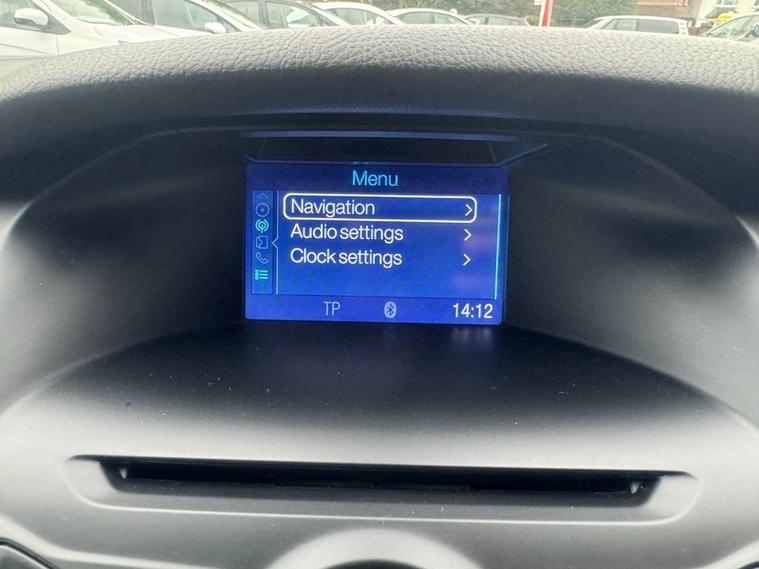 Menu
Navigation
Audio settings
Clock settings
TP 14:12